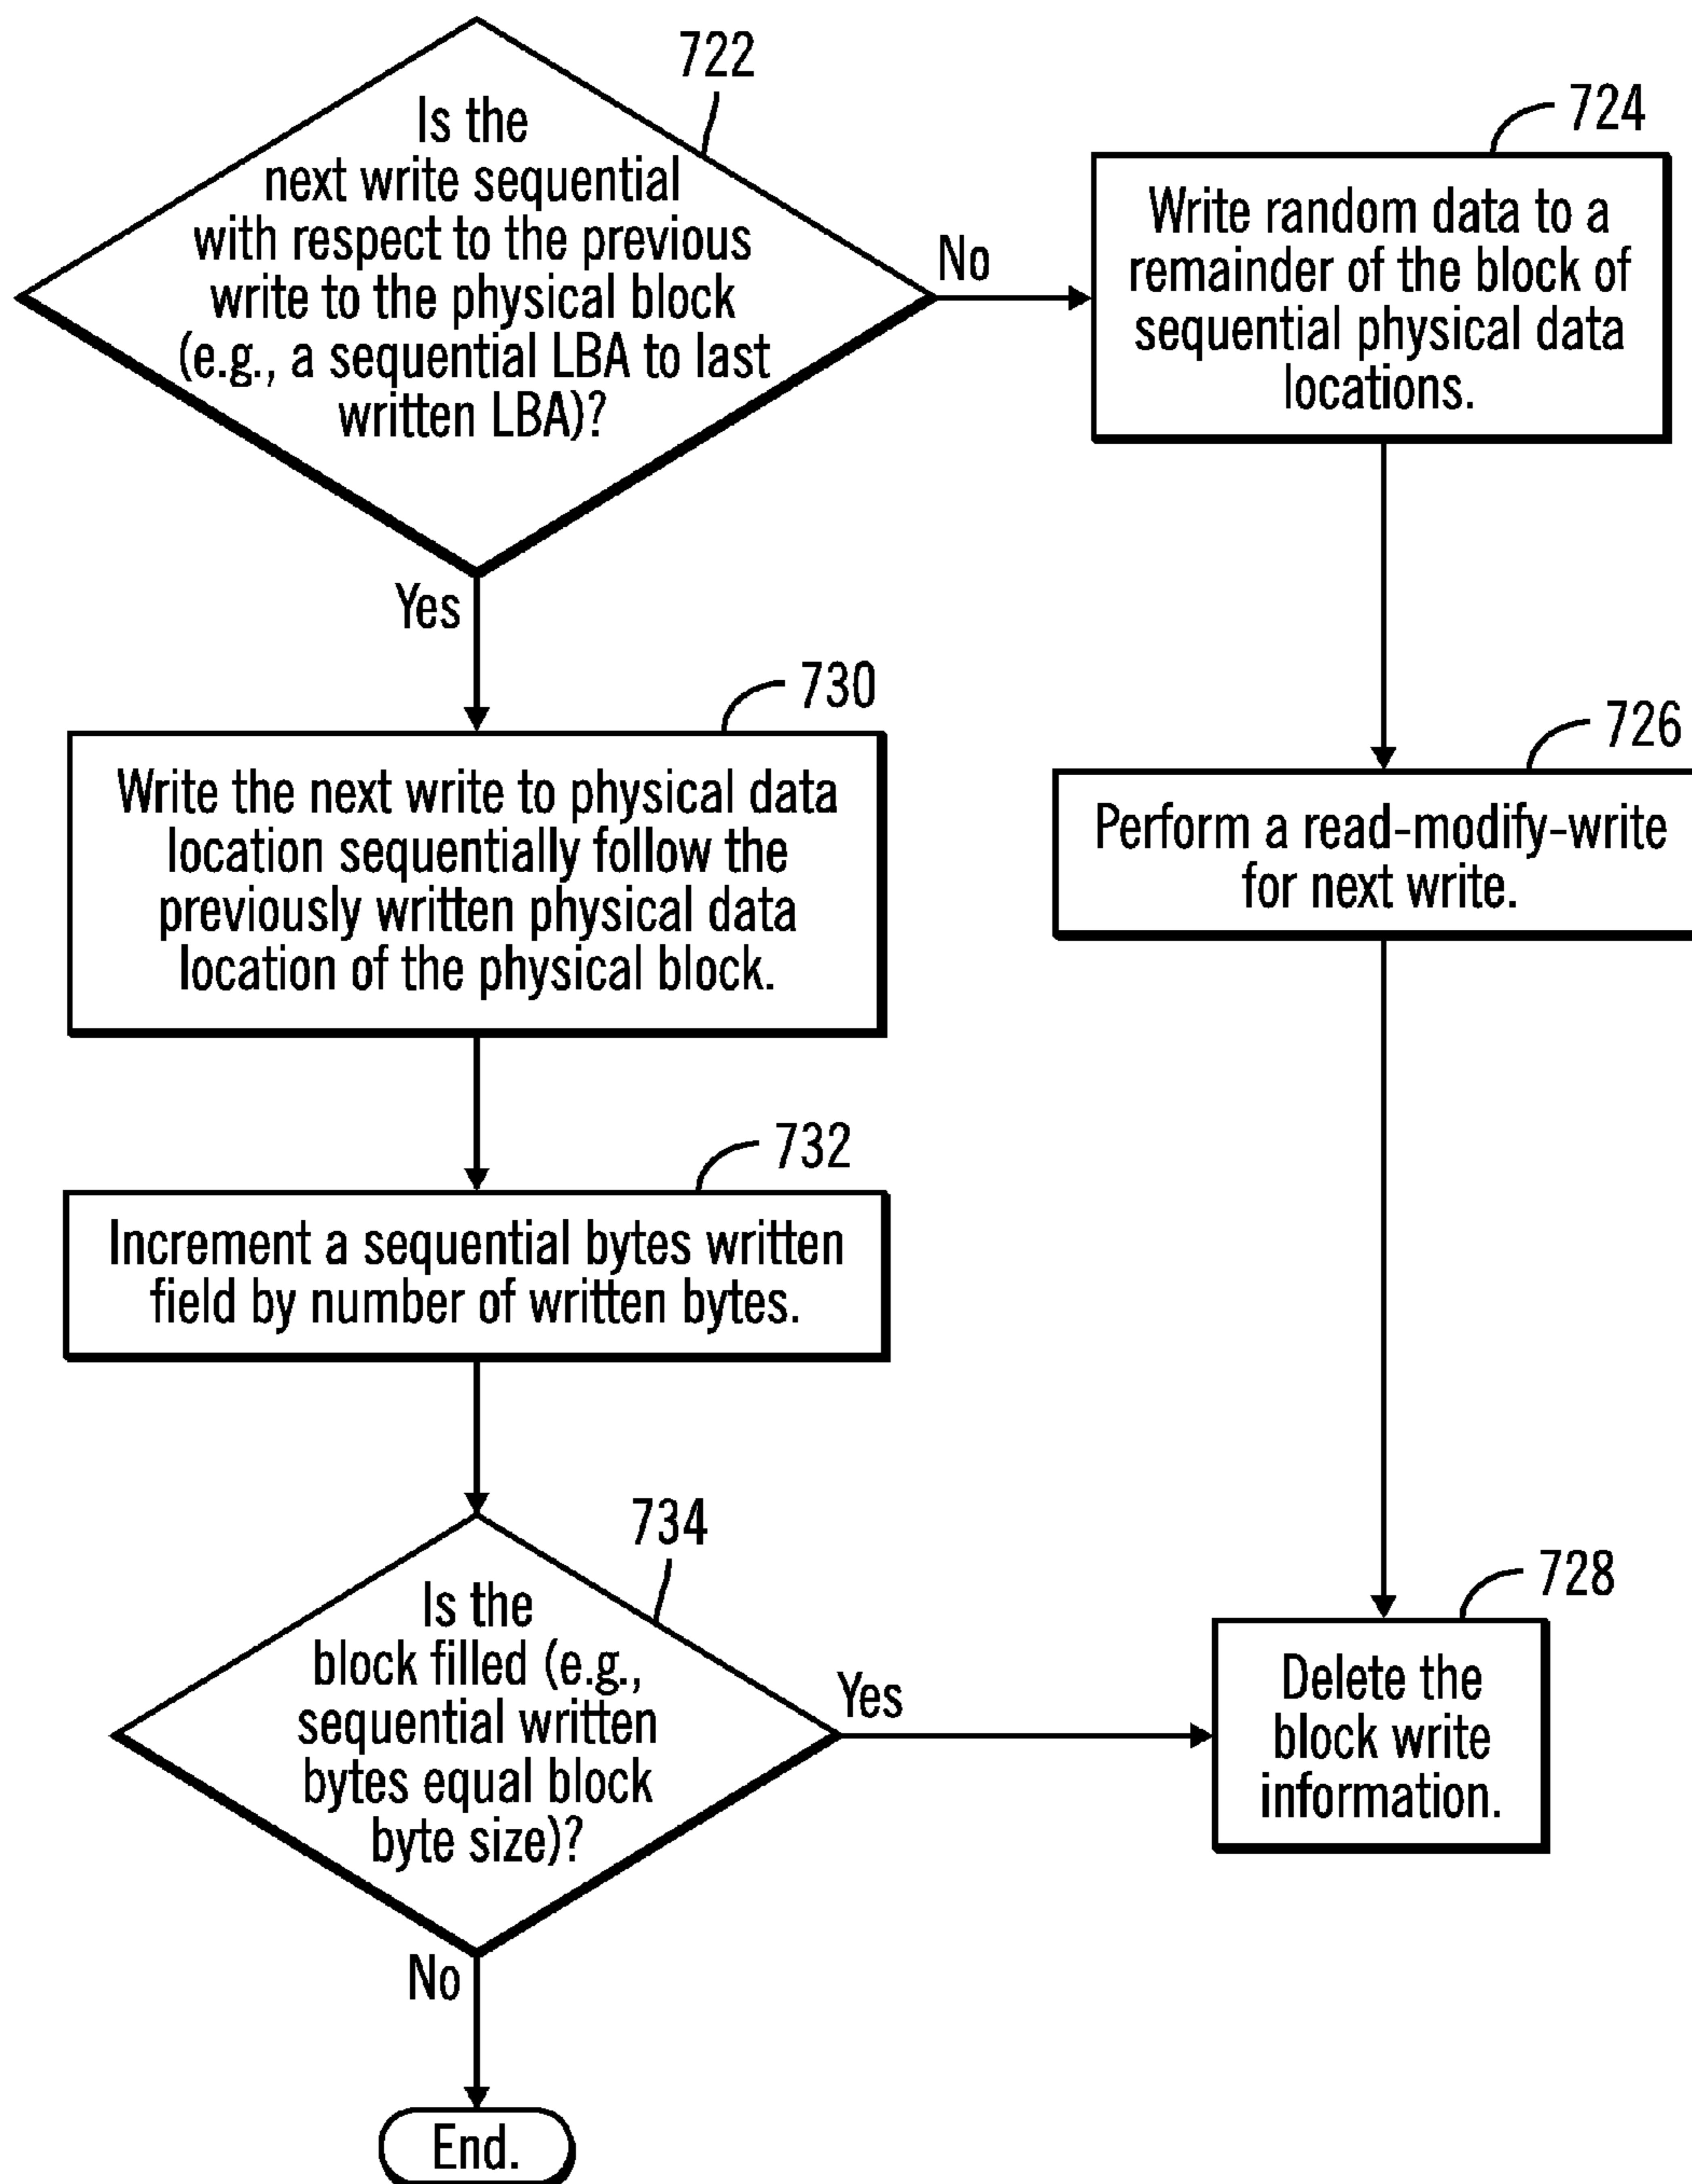 722
Is the
next write sequential
with respect to the previous
write to the physical block
(e.g., a sequential LBA to last
written LBA)?
No
724
Write random data to a
remainder of the block of
sequential physical data
locations.
Yes
730
Write the next write to physical data
location sequentially follow the
previously written physical data
location of the physical block.
726
Perform a read-modify-write
for next write.
732
Increment a sequential bytes written
field by number of written bytes.
734
Is the
block filled (e.g.,
sequential written
bytes equal block
byte size)?
Yes
728
Delete the
block write
information.
No
End.